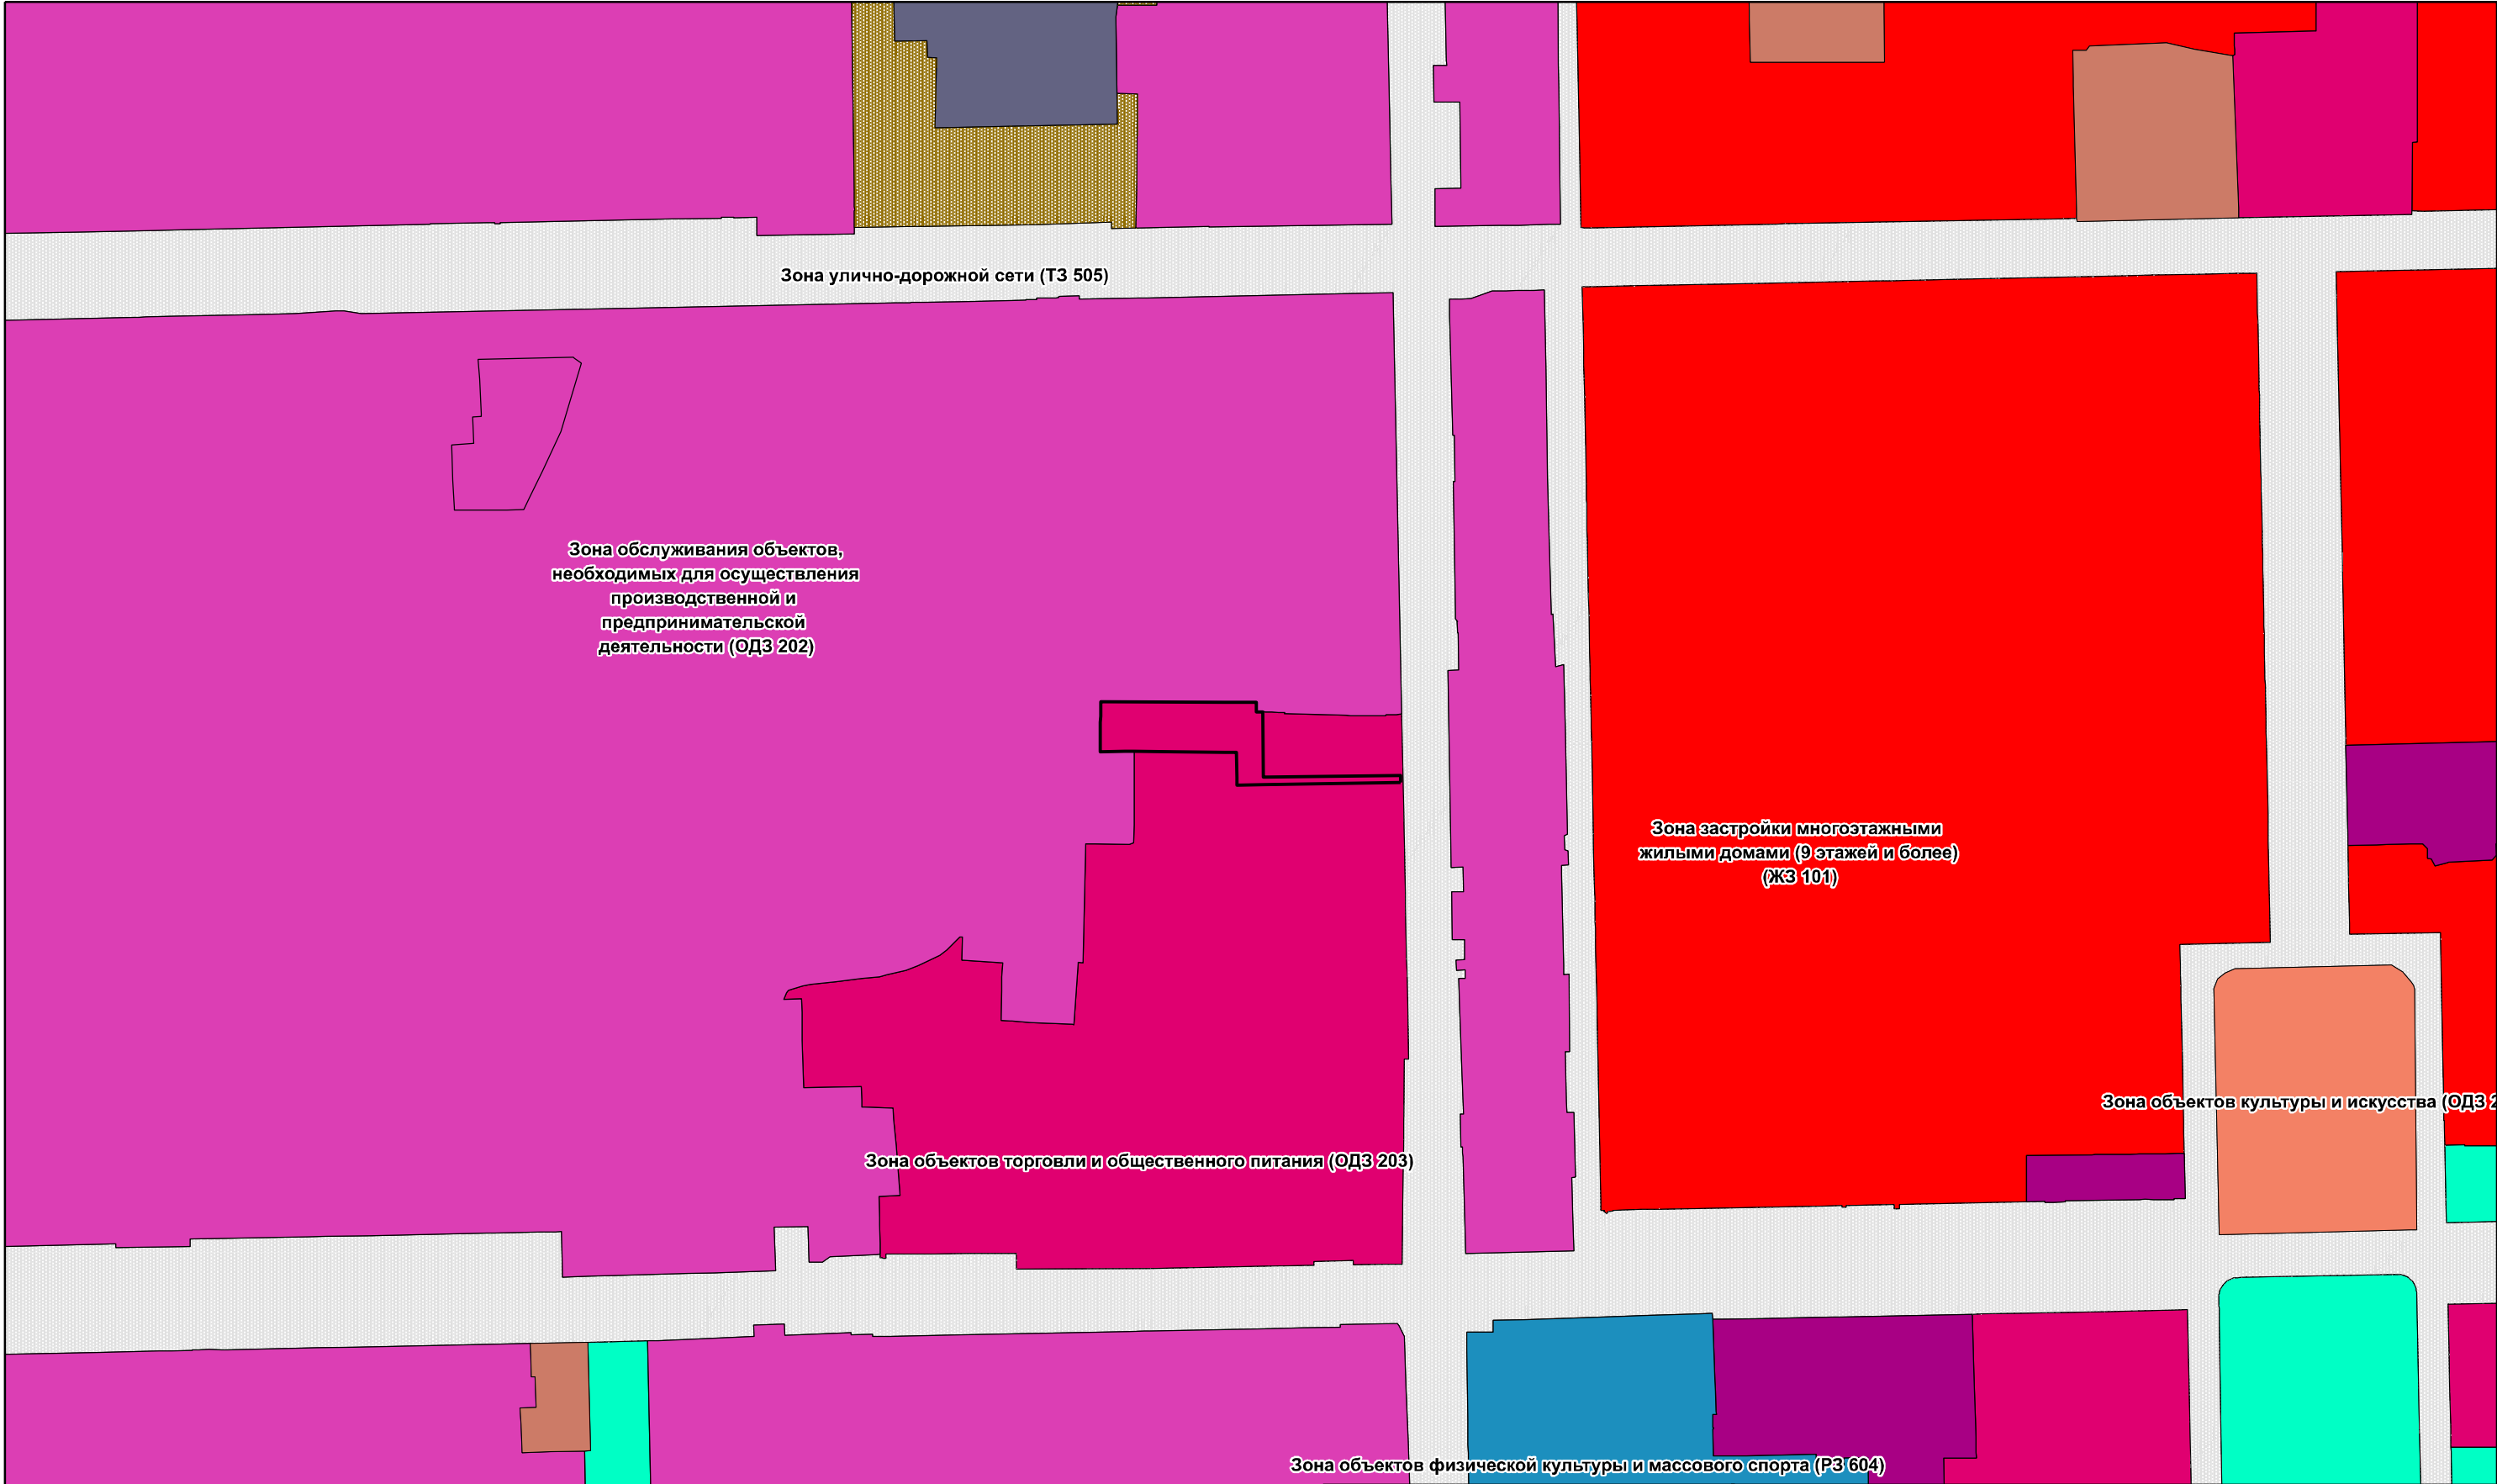 Зона улично-дорожной сети (ТЗ 505)
Зона обслуживания объектов,
необходимых для осуществления
производственной и
предпринимательской
деятельности (ОДЗ 202)
Зона застройки многоэтажными
жилыми домами (9 этажей и более)
(ЖЗ 101)
Зона объектов культуры и искусства (ОДЗ 2
Зона объектов торговли и общественного питания (ОДЗ 203)
Зона объектов физической культуры и массового спорта (РЗ 604)